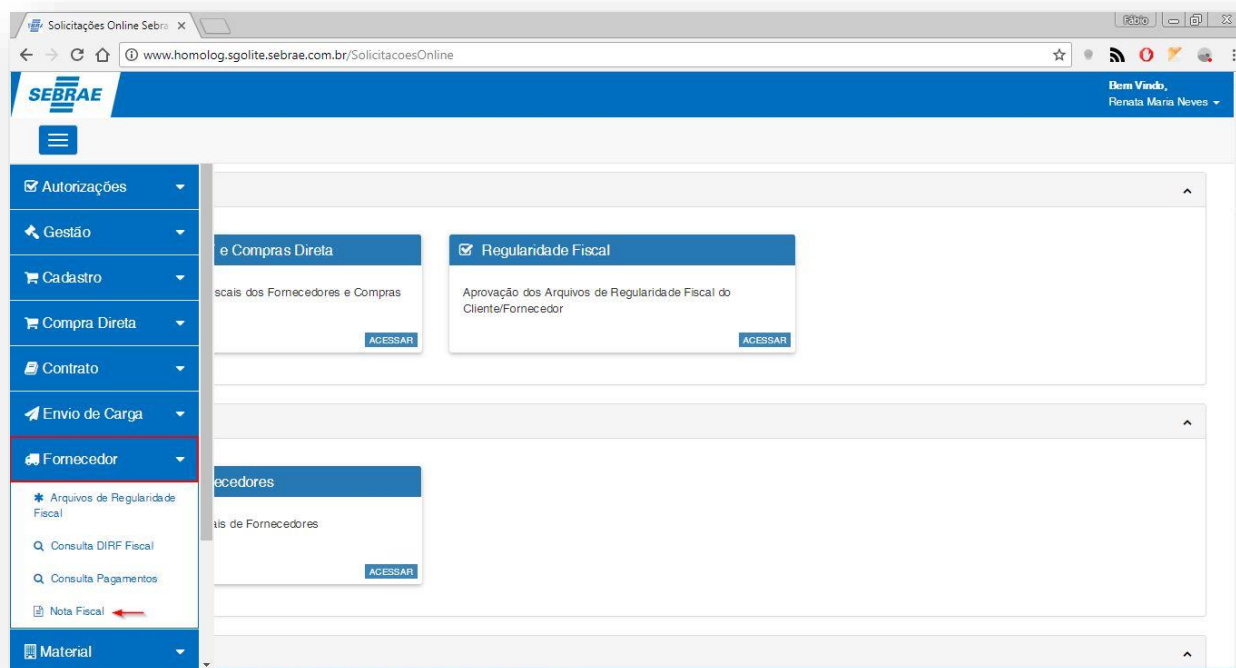 Solicitações Online Sebra
Fábio
www.homolog.sgolite.sebrae.com.br/SolicitacoesOnline
SEBRAE
Bem Vindo,
Renata Maria Neves
Autorizações
Gestão
Cadastro
Compra Direta
Contrato
Envio de Carga
Fornecedor
Arquivos de Regularidade
Fiscal
Consulta DIRF Fiscal
Consulta Pagamentos
Nota Fiscal
Material
e Compras Direta
scais dos Fornecedores e Compras
ACESSAR
Regularidade Fiscal
Aprovação dos Arquivos de Regularidade Fiscal do
Cliente/Fornecedor
ACESSAR
ecedores
ais de Fornecedores
ACESSAR